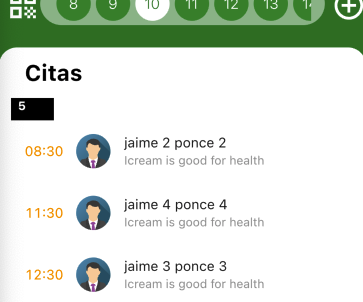 8 9 10 11 12 13
Citas
5
08:30 jaime 2 ponce 2
Icream is good for health
11:30 jaime 4 ponce 4
Icream is good for health
12:30 jaime 3 ponce 3
Icream is good for health